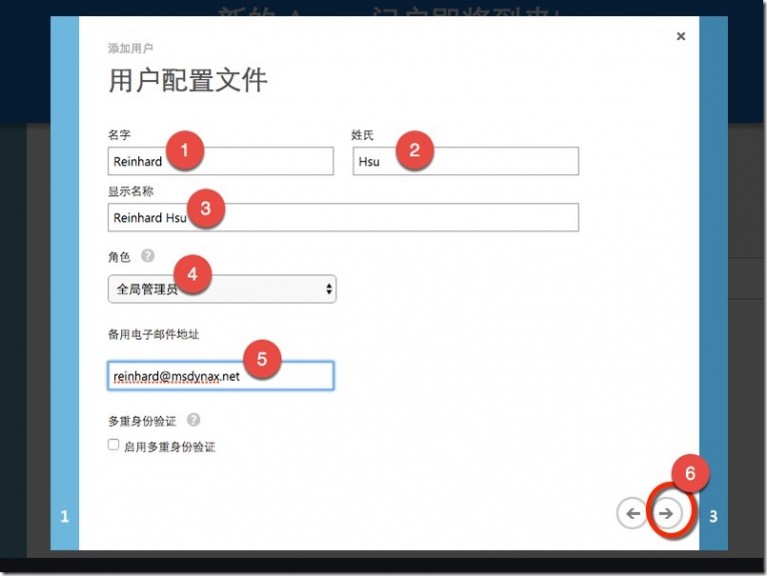 添加用户
用户配置文件
名字
姓氏
1
2
Reinhard
Hsu
显示名称
3
Reinhard Hsu
角色
4
全局管理员
备用电子邮件地址
5
reinhard@msdynax.net
多重身份验证
启用多重身份验证
6
1
3